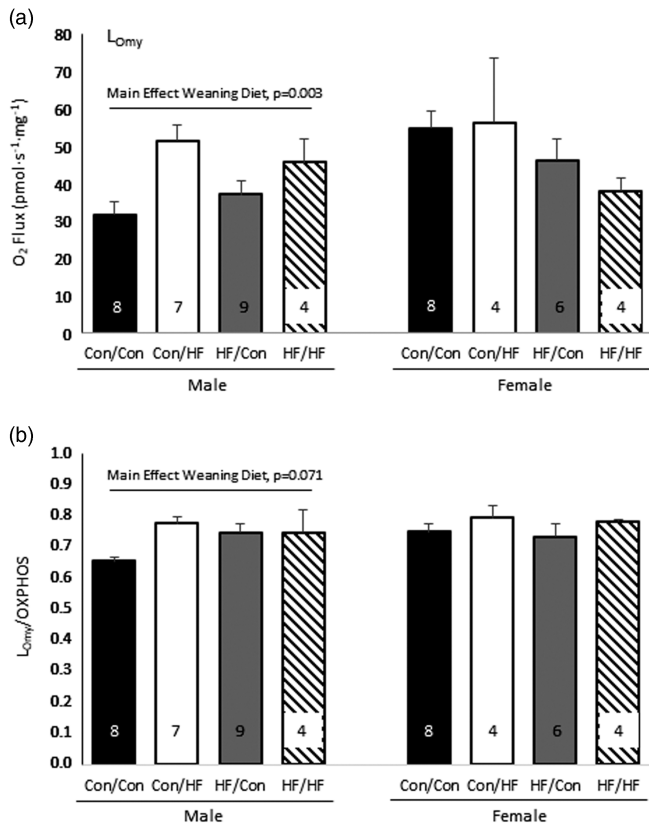 (a)
L_Omy
Main Effect Weaning Diet, p=0.003
O₂ Flux (pmol·s⁻¹·mg⁻¹)
80
70
60
50
40
30
20
10
0
8 7 9 4 8 4 6 4
Con/Con Con/HF HF/Con HF/HF Con/Con Con/HF HF/Con HF/HF
Male Female
(b)
Main Effect Weaning Diet, p=0.071
L_Omy/OXPHOS
1.0
0.9
0.8
0.7
0.6
0.5
0.4
0.3
0.2
0.1
0.0
8 7 9 4 8 4 6 4
Con/Con Con/HF HF/Con HF/HF Con/Con Con/HF HF/Con HF/HF
Male Female